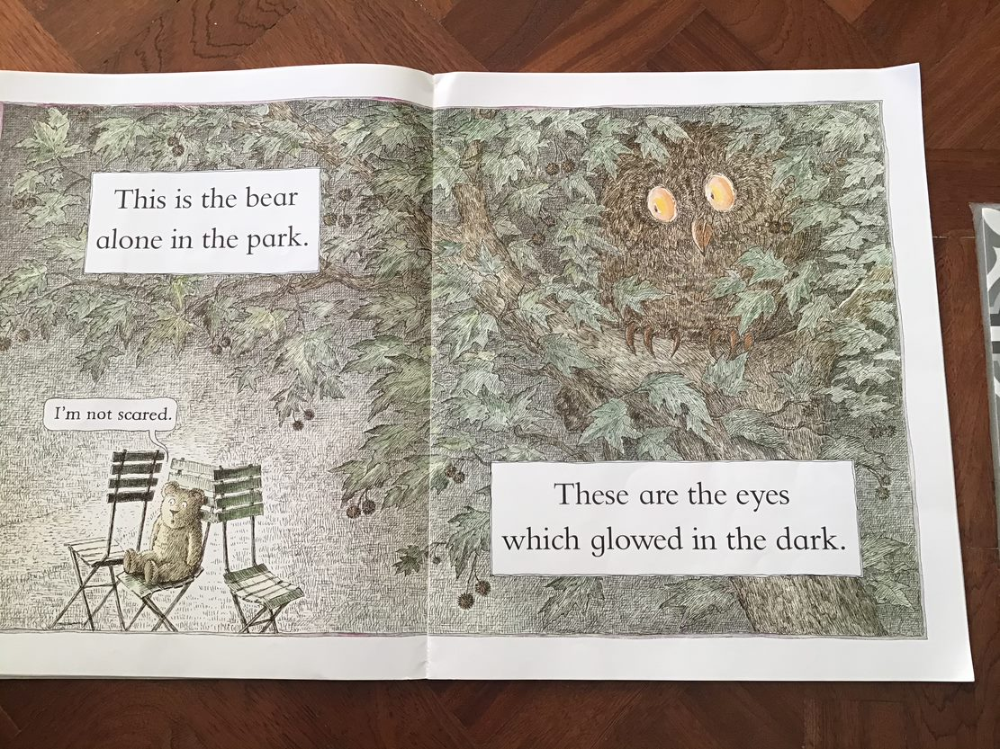 This is the bear
alone in the park.
I'm not scared.
These are the eyes
which glowed in the dark.